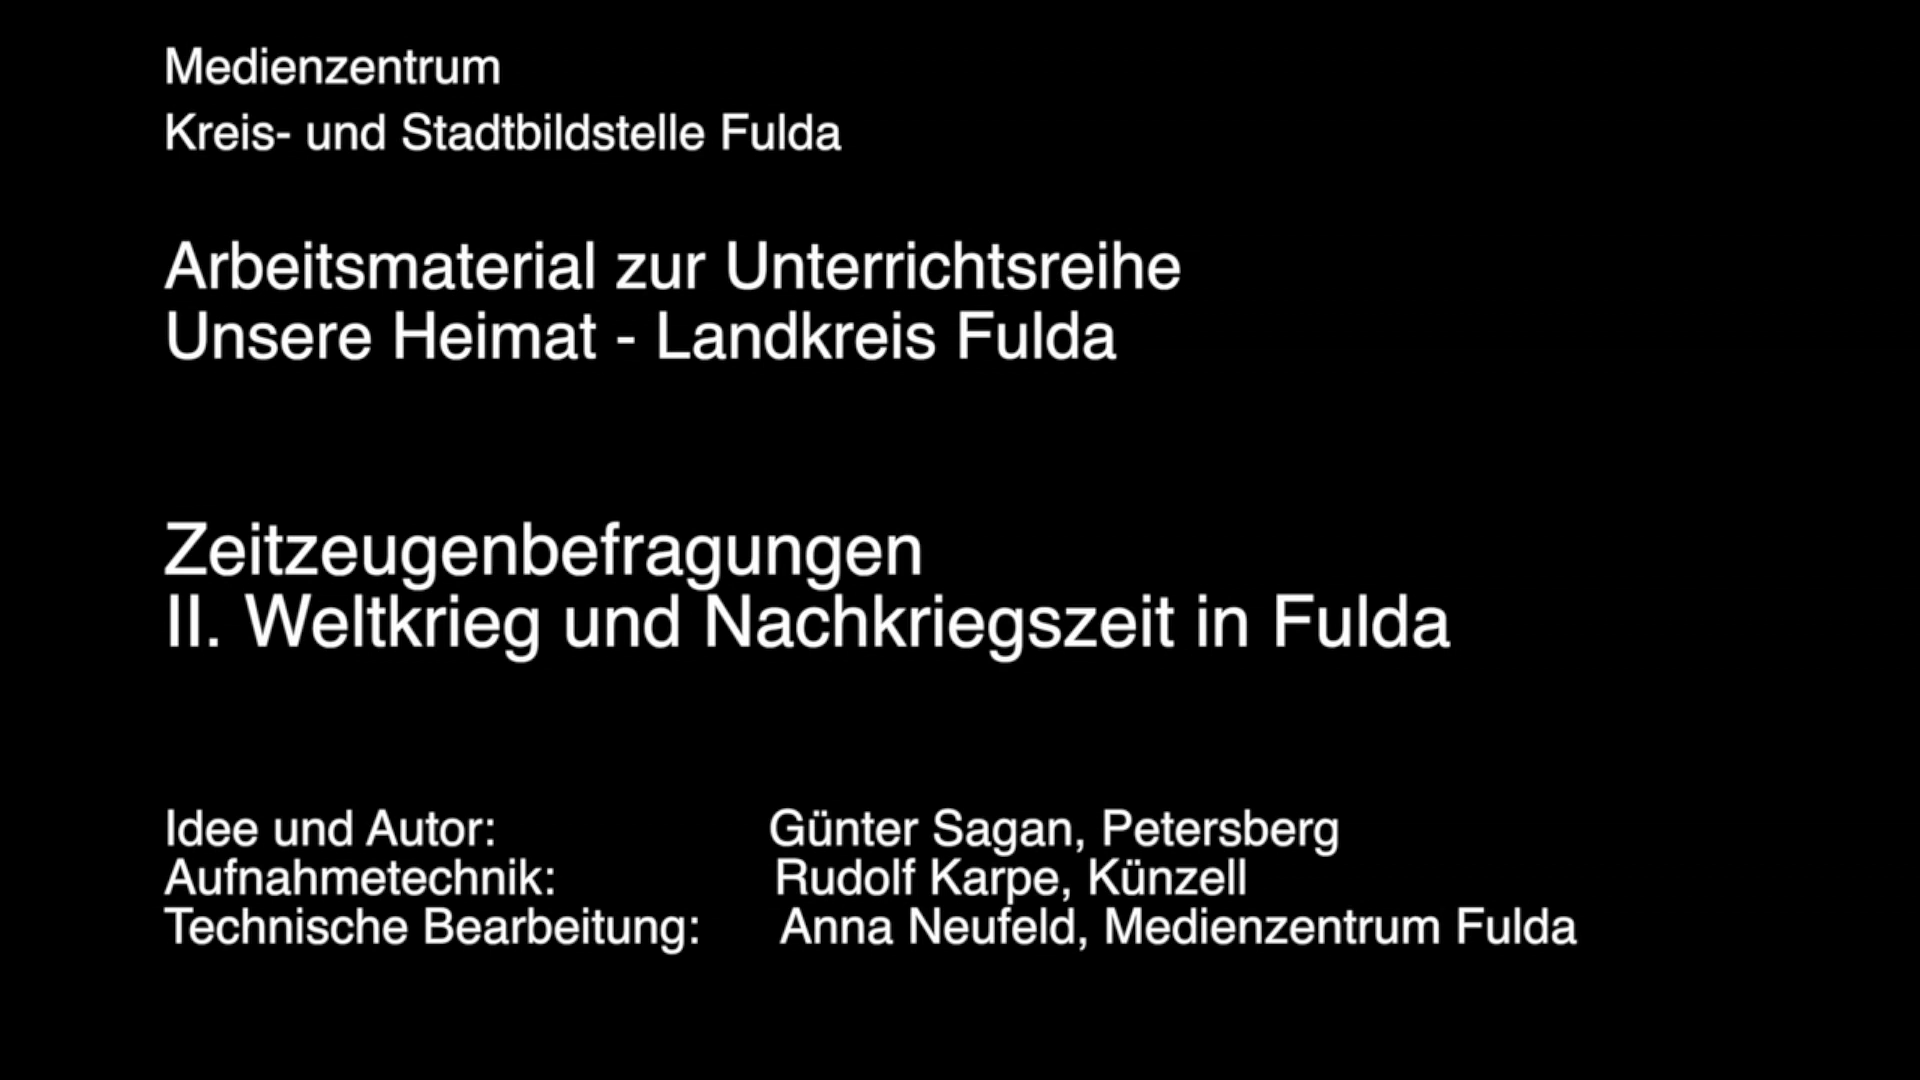 Medienzentrum
Kreis- und Stadtbildstelle Fulda
Arbeitsmaterial zur Unterrichtsreihe
Unsere Heimat - Landkreis Fulda
Zeitzeugenbefragungen
II. Weltkrieg und Nachkriegszeit in Fulda
Idee und Autor: Günter Sagan, Petersberg
Aufnahmetechnik: Rudolf Karpe, Künzell
Technische Bearbeitung: Anna Neufeld, Medienzentrum Fulda